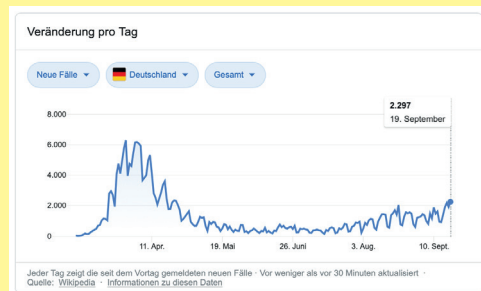 Veränderung pro Tag
Neue Fälle Deutschland Gesamt
2.297
19. September
8.000
6.000
4.000
2.000
0
11. Apr. 19. Mai 26. Juni 3. Aug. 10. Sept.
Jeder Tag zeigt die seit dem Vortag gemeldeten neuen Fälle · Vor weniger als vor 30 Minuten aktualisiert ·
Quelle: Wikipedia · Informationen zu diesen Daten